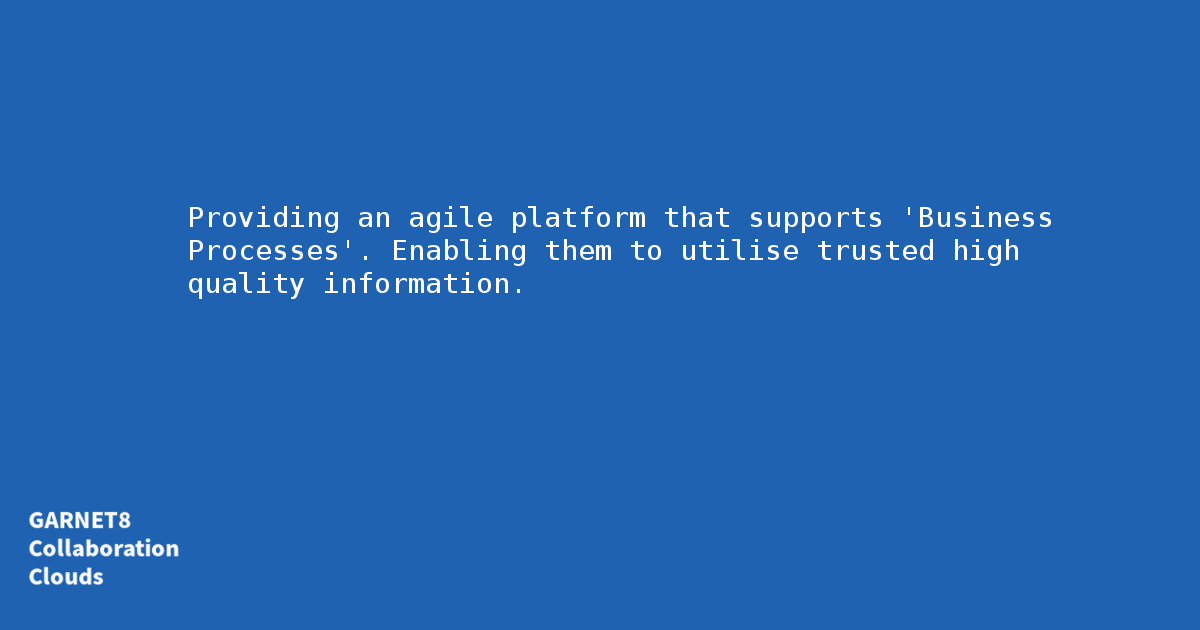 Providing an agile platform that supports 'Business
Processes'. Enabling them to utilise trusted high
quality information.
GARNET8
Collaboration
Clouds